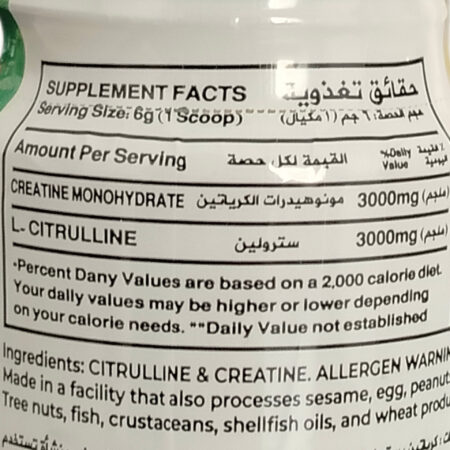 SUPPLEMENT FACTS حقائق تغذوية
Serving Size: 6g (1 Scoop) حجم الحصة: ٦ جم (١ مكيال)
Amount Per Serving القيمة لكل حصة %Daily Value
CREATINE MONOHYDRATE مونوهيدرات الكرياتين 3000mg (ملجم)
L- CITRULLINE سترولين 3000mg (ملجم)
*Percent Dany Values are based on a 2,000 calorie diet.
Your daily values may be higher or lower depending
on your calorie needs. **Daily Value not established
Ingredients: CITRULLINE & CREATINE. ALLERGEN WARNIN
Made in a facility that also processes sesame, egg, peanut
Tree nuts, fish, crustaceans, shellfish oils, and wheat produ